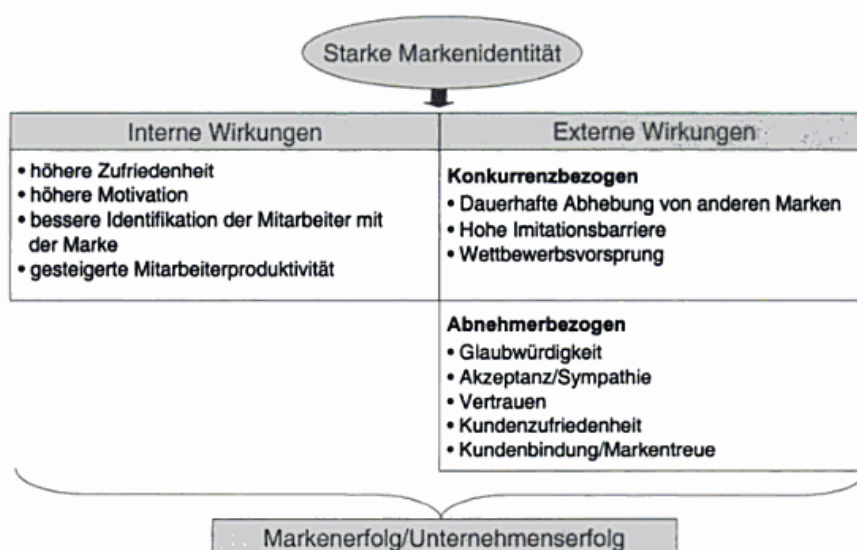 Starke Markenidentität
Interne Wirkungen
• höhere Zufriedenheit
• höhere Motivation
• bessere Identifikation der Mitarbeiter mit
der Marke
• gesteigerte Mitarbeiterproduktivität
Externe Wirkungen
Konkurrenzbezogen
• Dauerhafte Abhebung von anderen Marken
• Hohe Imitationsbarriere
• Wettbewerbsvorsprung
Abnehmerbezogen
• Glaubwürdigkeit
• Akzeptanz/Sympathie
• Vertrauen
• Kundenzufriedenheit
• Kundenbindung/Markentreue
Markenerfolg/Unternehmenserfolg